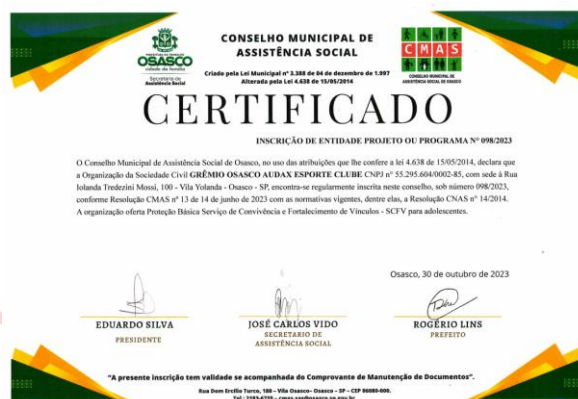 CONSELHO MUNICIPAL DE
ASSISTÊNCIA SOCIAL
OSASCO
cidade da família
Secretaria de
Assistência Social
CMAS
CONSELHO MUNICIPAL DE
ASSISTÊNCIA SOCIAL DE OSASCO
Criado pela Lei Municipal nº 3.388 de 04 de dezembro de 1.997
Alterada pela Lei 4.638 de 15/05/2014
CERTIFICADO
INSCRIÇÃO DE ENTIDADE PROJETO OU PROGRAMA Nº 098/2023
O Conselho Municipal de Assistência Social de Osasco, no uso das atribuições que lhe confere a lei 4.638 de 15/05/2014, declara que
a Organização da Sociedade Civil GRÊMIO OSASCO AUDAX ESPORTE CLUBE CNPJ nº 55.295.604/0002-85, com sede à Rua
Iolanda Tredezini Mossi, 100 - Vila Yolanda - Osasco - SP, encontra-se regularmente inscrita neste conselho, sob número 098/2023,
conforme Resolução CMAS nº 13 de 14 de junho de 2023 com as normativas vigentes, dentre elas, a Resolução CNAS nº 14/2014.
A organização oferta Proteção Básica Serviço de Convivência e Fortalecimento de Vínculos - SCFV para adolescentes.
Osasco, 30 de outubro de 2023
EDUARDO SILVA
PRESIDENTE
JOSÉ CARLOS VIDO
SECRETARIO DE
ASSISTÊNCIA SOCIAL
ROGÉRIO LINS
PREFEITO
"A presente inscrição tem validade se acompanhada do Comprovante de Manutenção de Documentos".
Rua Dom Ercílio Turco, 180 – Vila Osasco- Osasco – SP – CEP